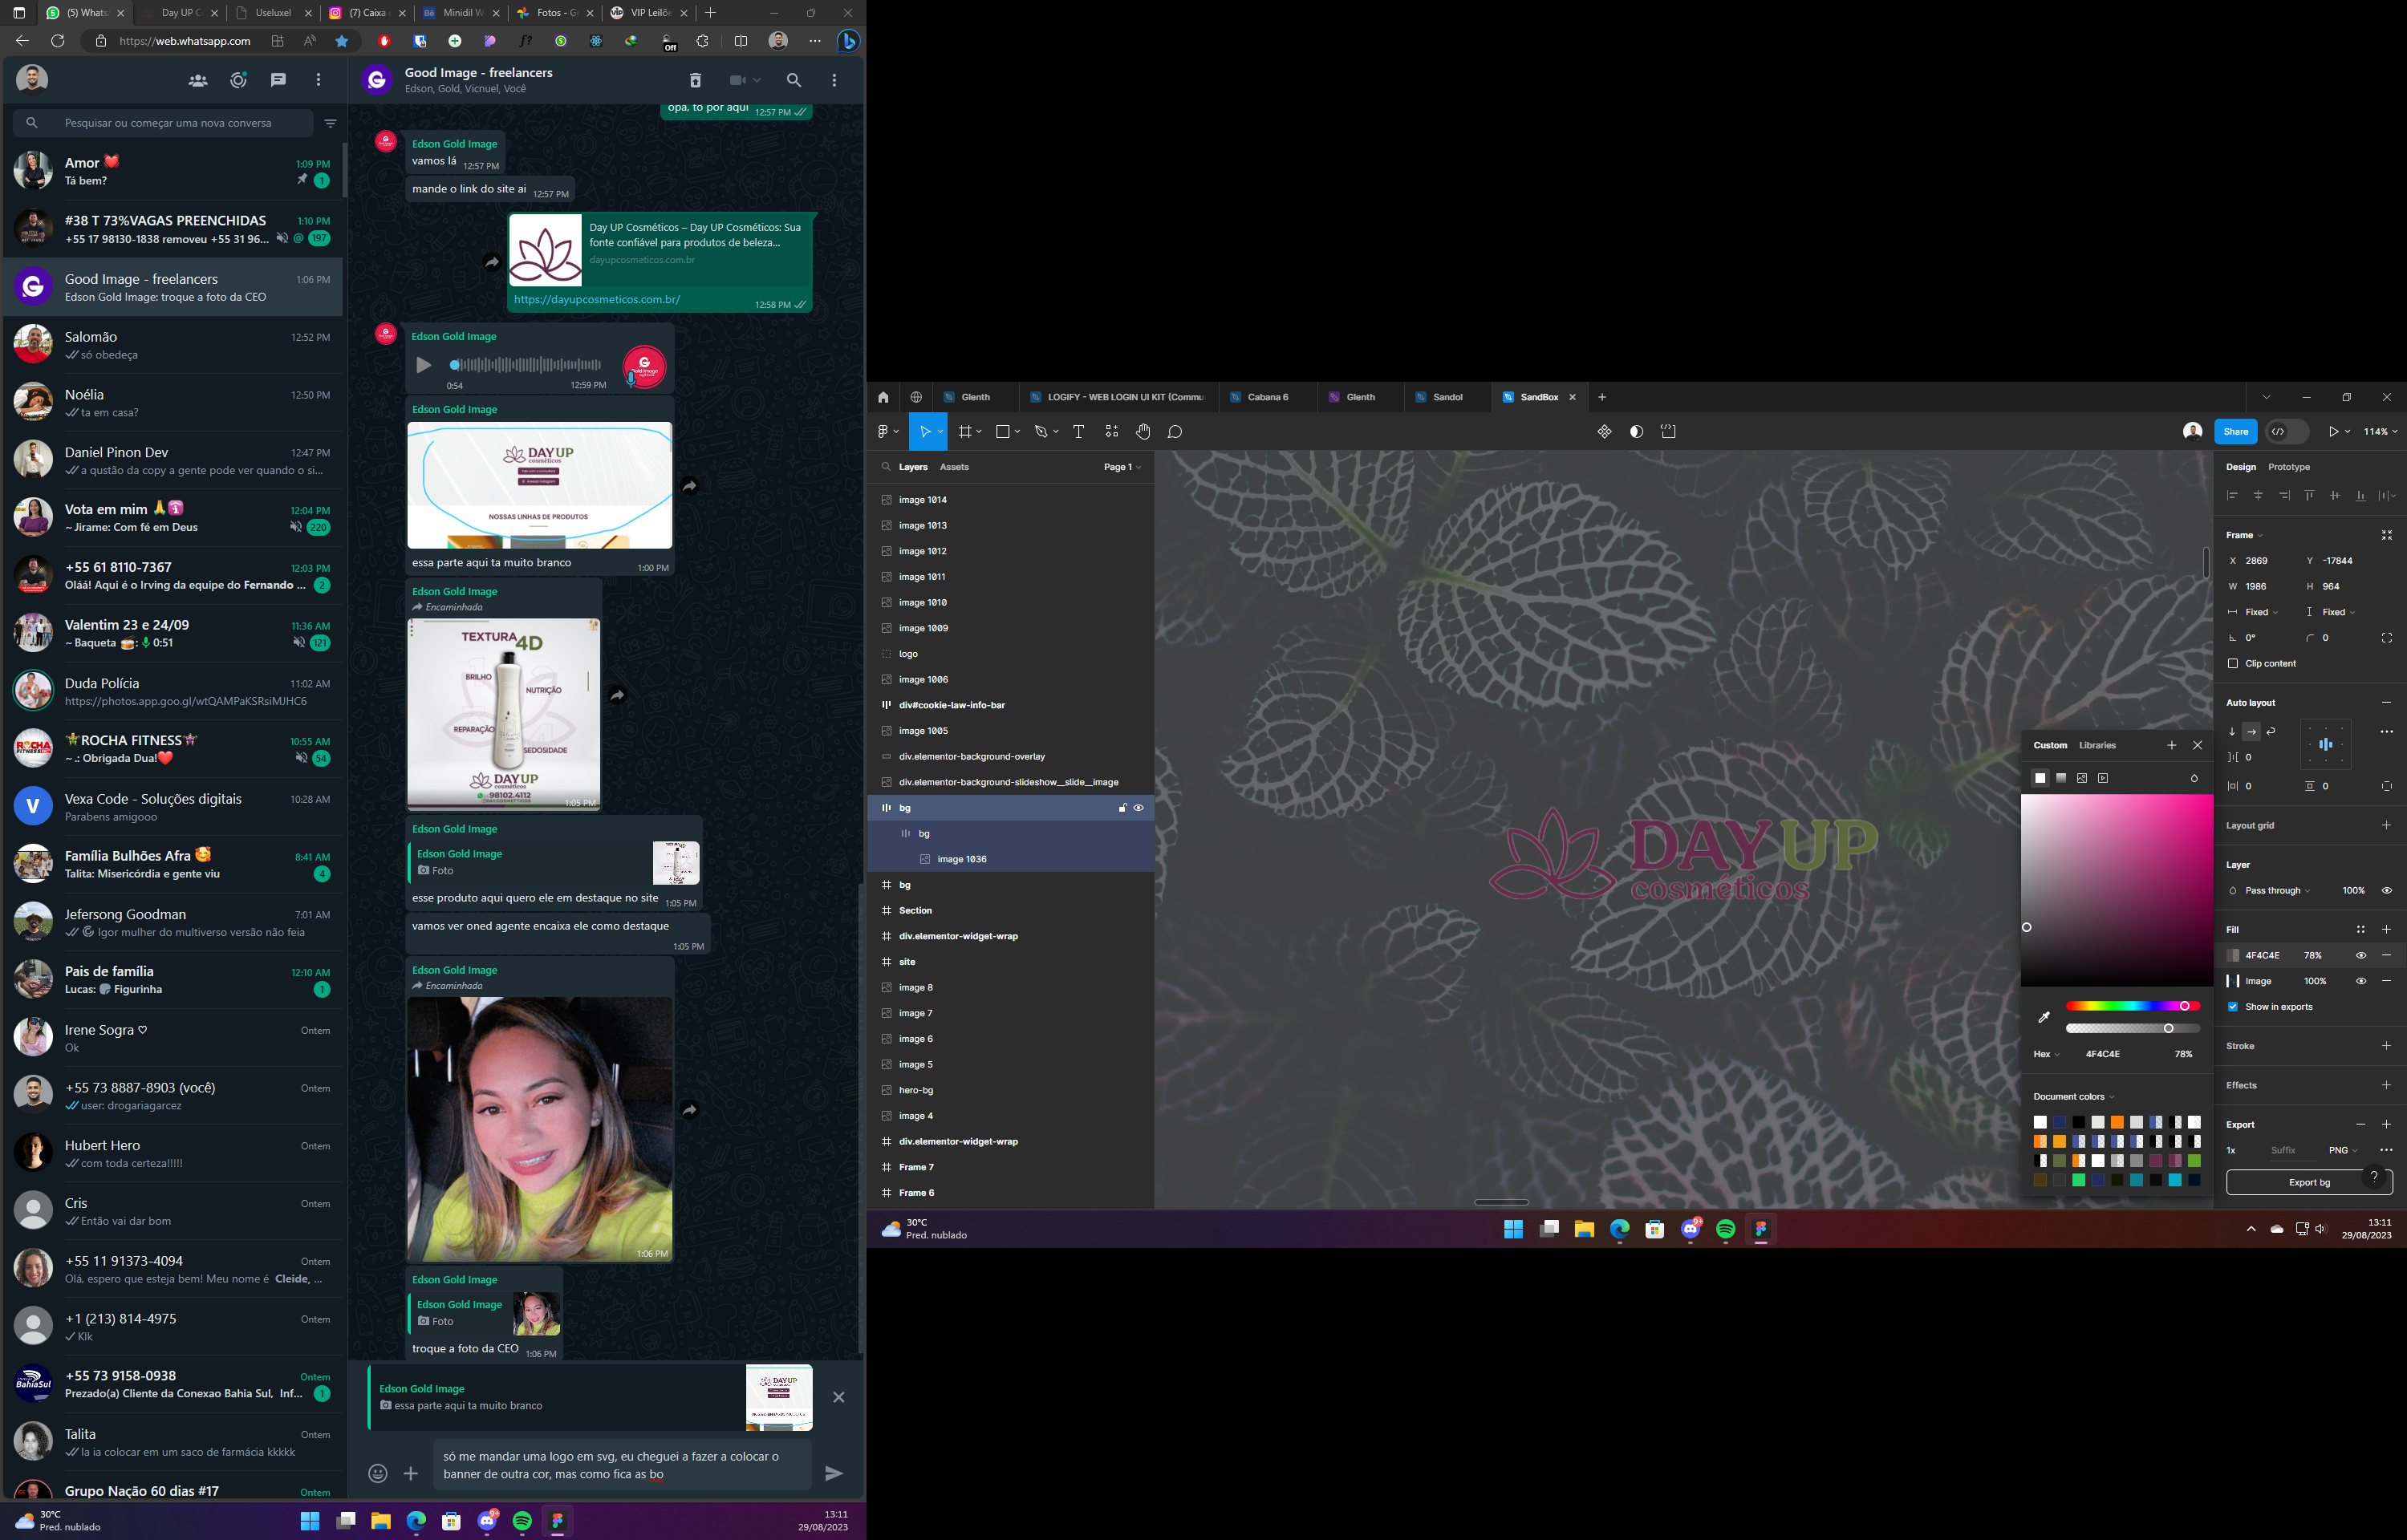 (5) Whats
Day UP C
Useluxel
(7) Caixa
Minidil W
Fotos - G
VIP Leilõe
https://web.whatsapp.com
Off
Pesquisar ou começar uma nova conversa
Amor ❤️ 1:09 PM
Tá bem? 1
#38 T 73%VAGAS PREENCHIDAS 1:10 PM
+55 17 98130-1838 removeu +55 31 96... @ 197
Good Image - freelancers 1:06 PM
Edson Gold Image: troque a foto da CEO
Salomão 12:52 PM
só obedeça
Noélia 12:50 PM
ta em casa?
Daniel Pinon Dev 12:47 PM
a qustão da copy a gente pode ver quando o si...
Vota em mim 🙏 12:04 PM
~ Jirame: Com fé em Deus 220
+55 61 8110-7367 12:03 PM
Oláá! Aqui é o Irving da equipe do Fernando ... 2
Valentim 23 e 24/09 11:36 AM
~ Baqueta 🥁: 0:51 121
Duda Polícia 11:02 AM
https://photos.app.goo.gl/wtQAMPaKSRsiMJHC6
ROCHA FITNESS 10:55 AM
~ .: Obrigada Dua!❤️ 54
Vexa Code - Soluções digitais 10:28 AM
Parabens amigooo
Família Bulhões Afra 🥰 8:41 AM
Talita: Misericórdia e gente viu 4
Jefersong Goodman 7:01 AM
Igor mulher do multiverso versão não feia
Pais de família 12:10 AM
Lucas: Figurinha 1
Irene Sogra ♡ Ontem
Ok
+55 73 8887-8903 (você) Ontem
user: drogariagarcez
Hubert Hero Ontem
com toda certeza!!!!!
Cris Ontem
Então vai dar bom
+55 11 91373-4094 Ontem
Olá, espero que esteja bem! Meu nome é Cleide, ...
+1 (213) 814-4975 Ontem
Klk
+55 73 9158-0938 Ontem
Prezado(a) Cliente da Conexao Bahia Sul, Inf... 1
Talita Ontem
la ia colocar em um saco de farmácia kkkkk
Grupo Nação 60 dias #17 Ontem
Good Image - freelancers
Edson, Gold, Vicnuel, Você
opa, to por aqui 12:57 PM
Edson Gold Image
vamos lá 12:57 PM
mande o link do site ai 12:57 PM
Day UP Cosméticos – Day UP Cosméticos: Sua
fonte confiável para produtos de beleza...
dayupcosmeticos.com.br
https://dayupcosmeticos.com.br/ 12:58 PM
Edson Gold Image
0:54 12:59 PM
Edson Gold Image
DAYUP
cosméticos
NOSSAS LINHAS DE PRODUTOS
essa parte aqui ta muito branco 1:00 PM
Edson Gold Image
Encaminhada
TEXTURA 4D
BRILHO
NUTRIÇÃO
REPARAÇÃO
SEDOSIDADE
DAYUP
cosméticos
98102.4112
1:05 PM
Edson Gold Image
Edson Gold Image
Foto
esse produto aqui quero ele em destaque no site 1:05 PM
vamos ver oned agente encaixa ele como destaque
1:05 PM
Edson Gold Image
Encaminhada
1:06 PM
Edson Gold Image
Edson Gold Image
Foto
troque a foto da CEO 1:06 PM
Edson Gold Image
essa parte aqui ta muito branco
só me mandar uma logo em svg, eu cheguei a fazer a colocar o
banner de outra cor, mas como fica as bo
30°C
Pred. nublado
13:11
29/08/2023
Glenth
LOGIFY - WEB LOGIN UI KIT (Commu
Cabana 6
Glenth
Sandol
SandBox
Share
114%
Layers Assets Page 1
image 1014
image 1013
image 1012
image 1011
image 1010
image 1009
logo
image 1006
div#cookie-law-info-bar
image 1005
div.elementor-background-overlay
div.elementor-background-slideshow__slide__image
bg
bg
image 1036
bg
Section
div.elementor-widget-wrap
site
image 8
image 7
image 6
image 5
hero-bg
image 4
div.elementor-widget-wrap
Frame 7
Frame 6
DAYUP
cosméticos
Custom Libraries
Hex 4F4C4E 78%
Document colors
Design Prototype
Frame
X 2869 Y -17844
W 1986 H 964
Fixed Fixed
0° 0
Clip content
Auto layout
0
0 0
Layout grid
Layer
Pass through 100%
Fill
4F4C4E 78%
Image 100%
Show in exports
Stroke
Effects
Export
1x Suffix PNG
Export bg
?
30°C
Pred. nublado
13:11
29/08/2023